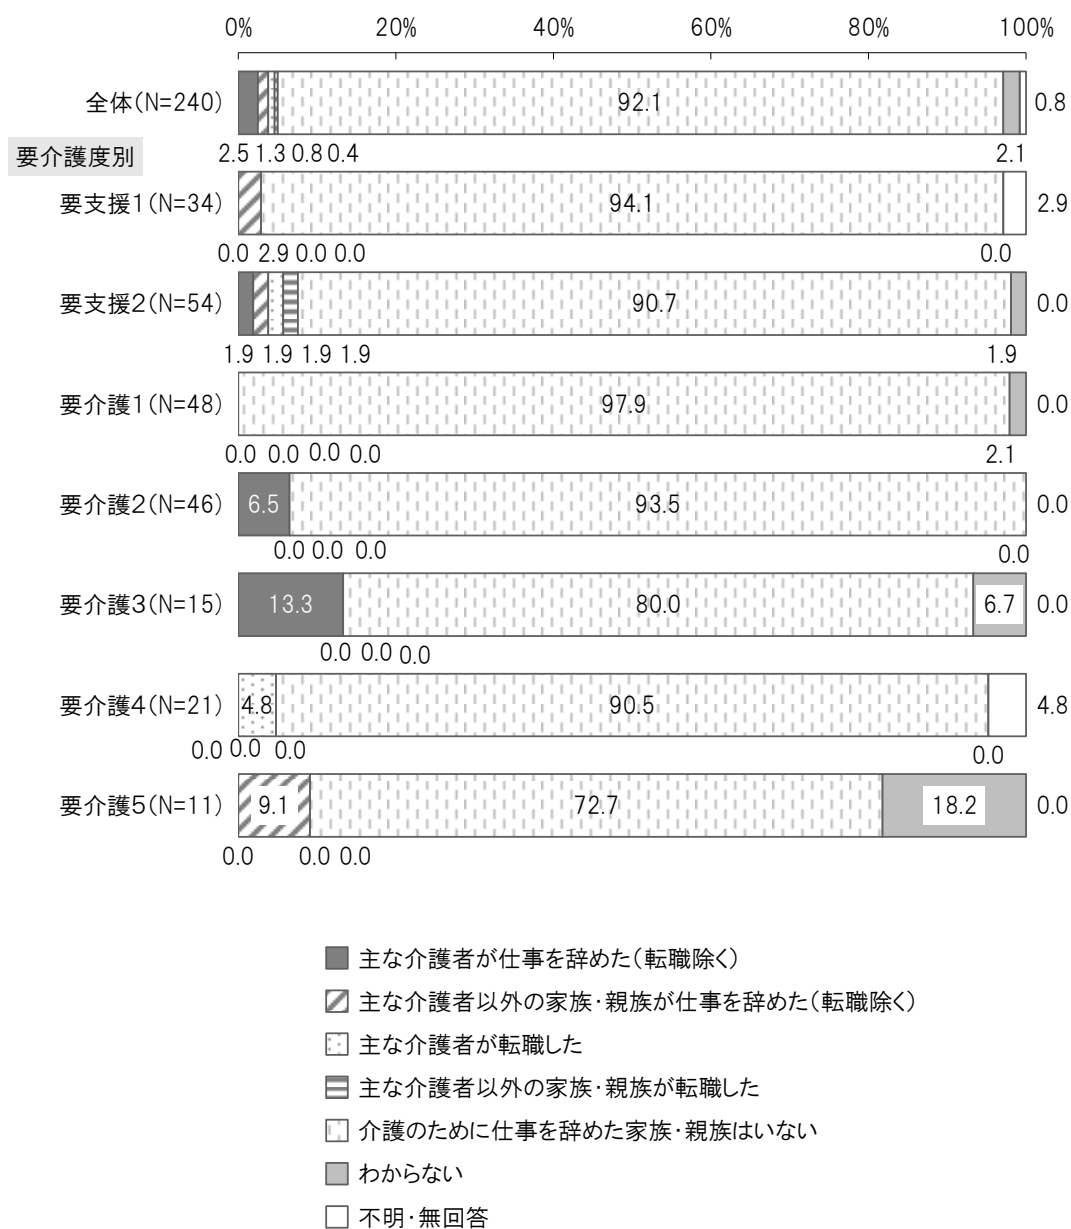 0% 20% 40% 60% 80% 100%
全体(N=240) 92.1 0.8
2.5 1.3 0.8 0.4 2.1
要介護度別
要支援1(N=34) 94.1 2.9
0.0 2.9 0.0 0.0 0.0
要支援2(N=54) 90.7 0.0
1.9 1.9 1.9 1.9 1.9
要介護1(N=48) 97.9 0.0
0.0 0.0 0.0 0.0 2.1
要介護2(N=46) 6.5 93.5 0.0
0.0 0.0 0.0 0.0
要介護3(N=15) 13.3 80.0 6.7 0.0
0.0 0.0 0.0
要介護4(N=21) 4.8 90.5 4.8
0.0 0.0 0.0 0.0
要介護5(N=11) 9.1 72.7 18.2 0.0
0.0 0.0 0.0
主な介護者が仕事を辞めた(転職除く)
主な介護者以外の家族・親族が仕事を辞めた(転職除く)
主な介護者が転職した
主な介護者以外の家族・親族が転職した
介護のために仕事を辞めた家族・親族はいない
わからない
不明・無回答